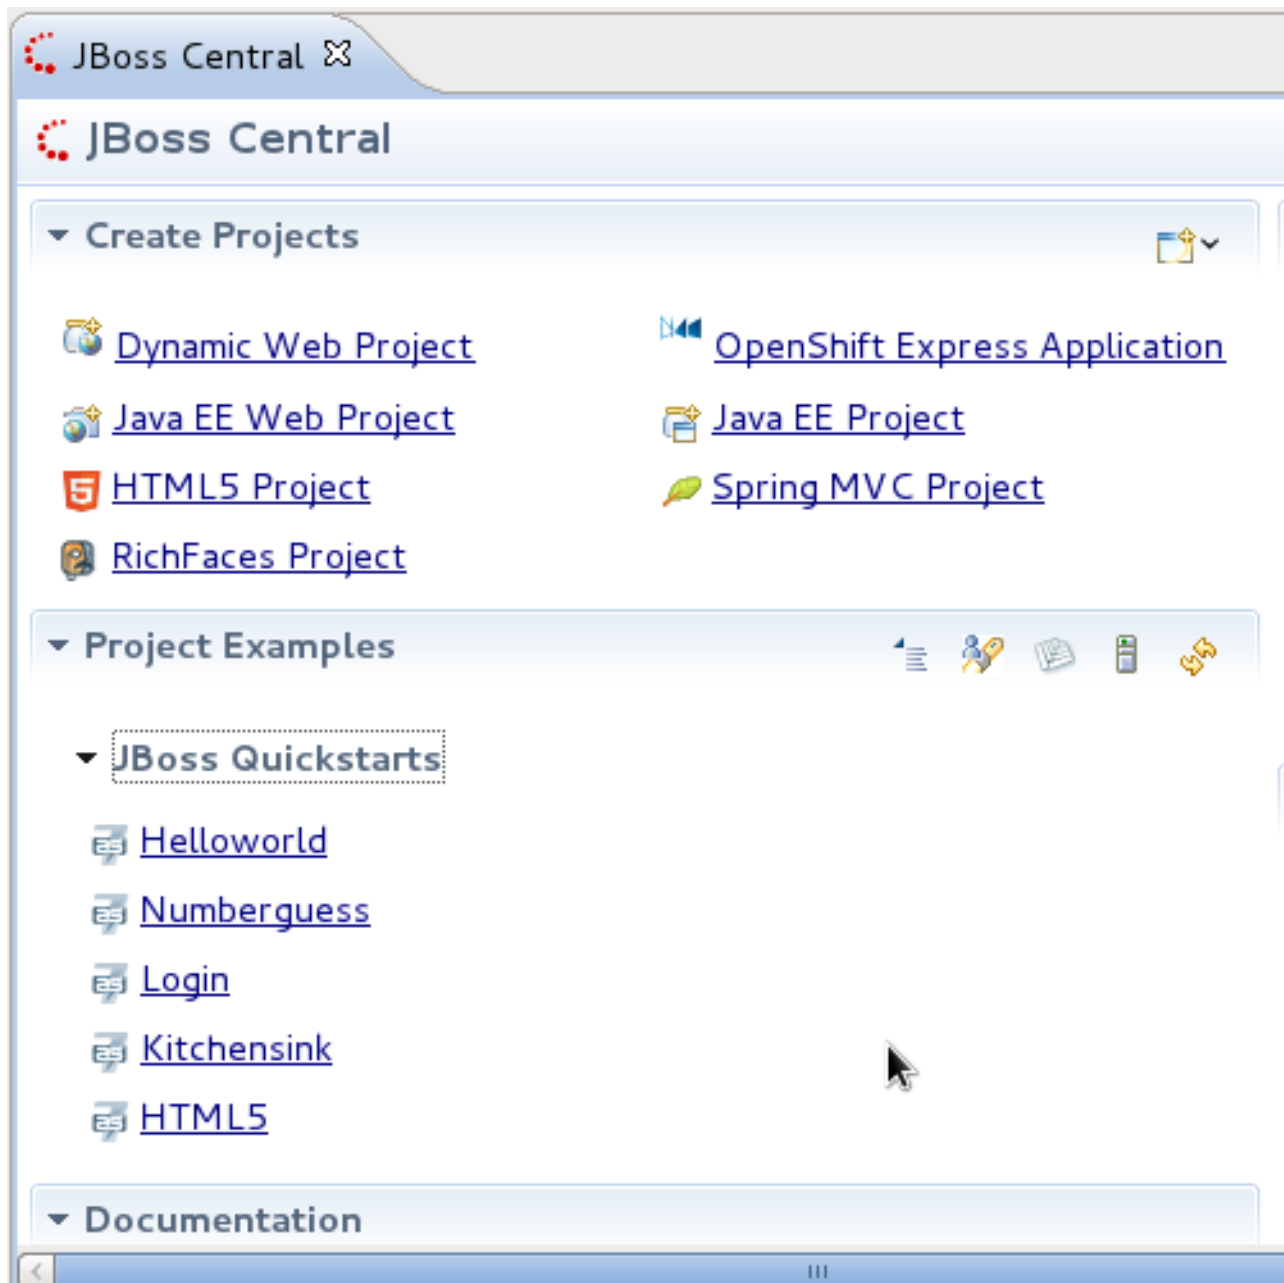 JBoss Central
JBoss Central
Create Projects
Dynamic Web Project
OpenShift Express Application
Java EE Web Project
Java EE Project
HTML5 Project
Spring MVC Project
RichFaces Project
Project Examples
JBoss Quickstarts
Helloworld
Numberguess
Login
Kitchensink
HTML5
Documentation